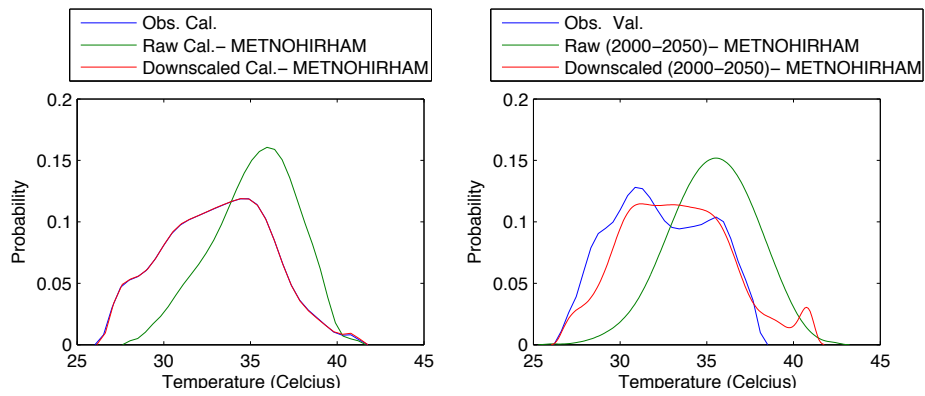 Obs. Cal.
Raw Cal.− METNOHIRHAM
Downscaled Cal.− METNOHIRHAM
0.2
0.15
0.1
0.05
0
25 30 35 40 45
Probability
Temperature (Celcius)
Obs. Val.
Raw (2000−2050)− METNOHIRHAM
Downscaled (2000−2050)− METNOHIRHAM
0.2
0.15
0.1
0.05
0
25 30 35 40 45
Probability
Temperature (Celcius)